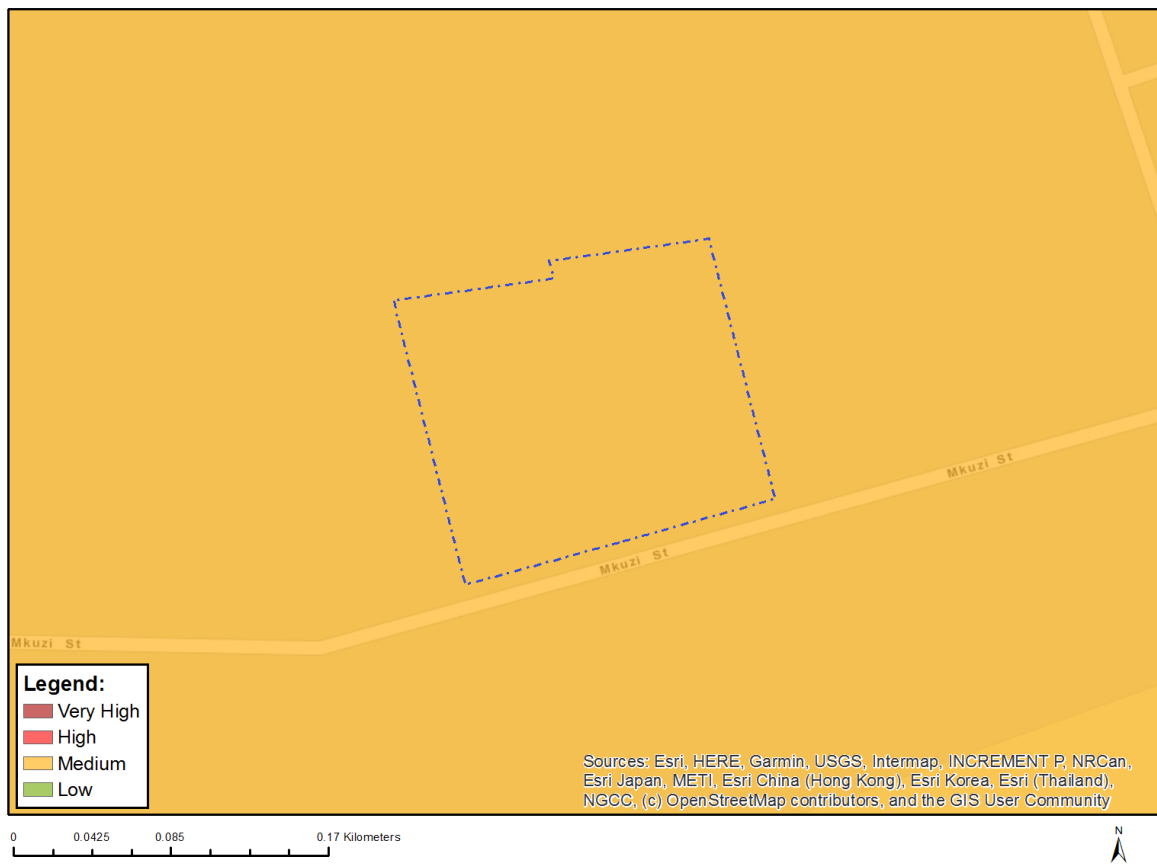 Mkuzi St
Mkuzi St
Mkuzi St
Legend:
Very High
High
Medium
Low
Sources: Esri, HERE, Garmin, USGS, Intermap, INCREMENT P, NRCan,
Esri Japan, METI, Esri China (Hong Kong), Esri Korea, Esri (Thailand),
NGCC, (c) OpenStreetMap contributors, and the GIS User Community
0 0.0425 0.085 0.17 Kilometers
N